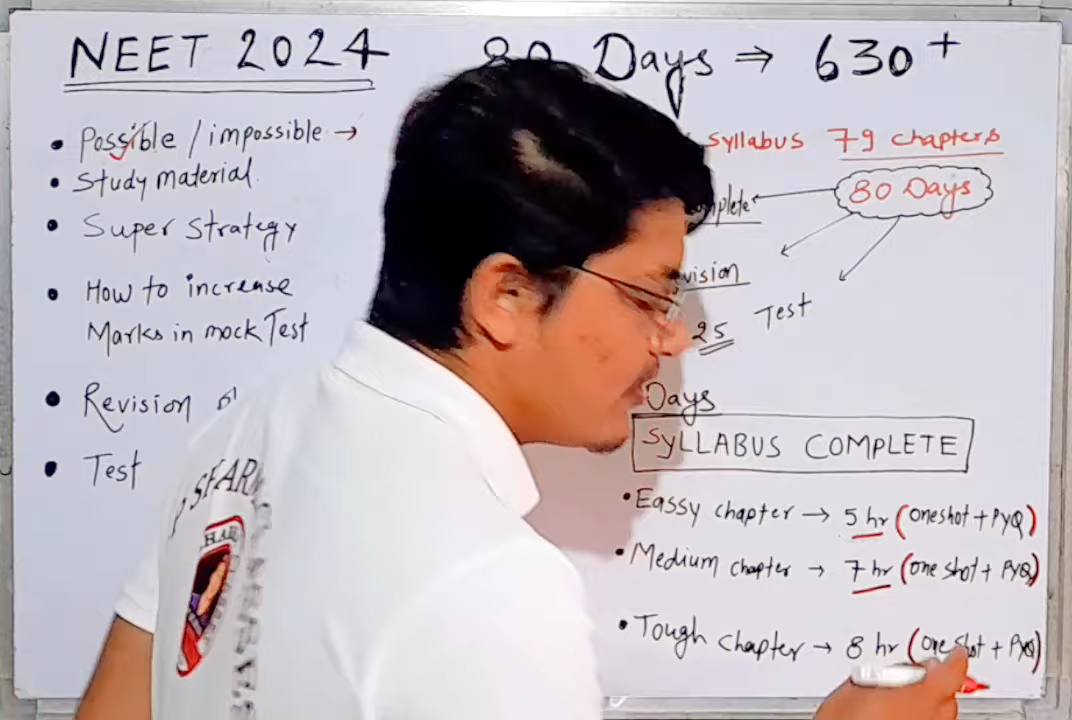 NEET 2024
80 Days ⇒ 630+
• Possible / impossible →
• Study material.
• Super Strategy
• How to increase
Marks in mock Test
• Revision
• Test
syllabus 79 chapters
80 Days
25 Test
Days
SYLLABUS COMPLETE
• Eassy chapter → 5 hr (oneshot + PYQ)
• Medium chapter → 7 hr (one shot + PYQ)
• Tough chapter → 8 hr (one shot + PYQ)